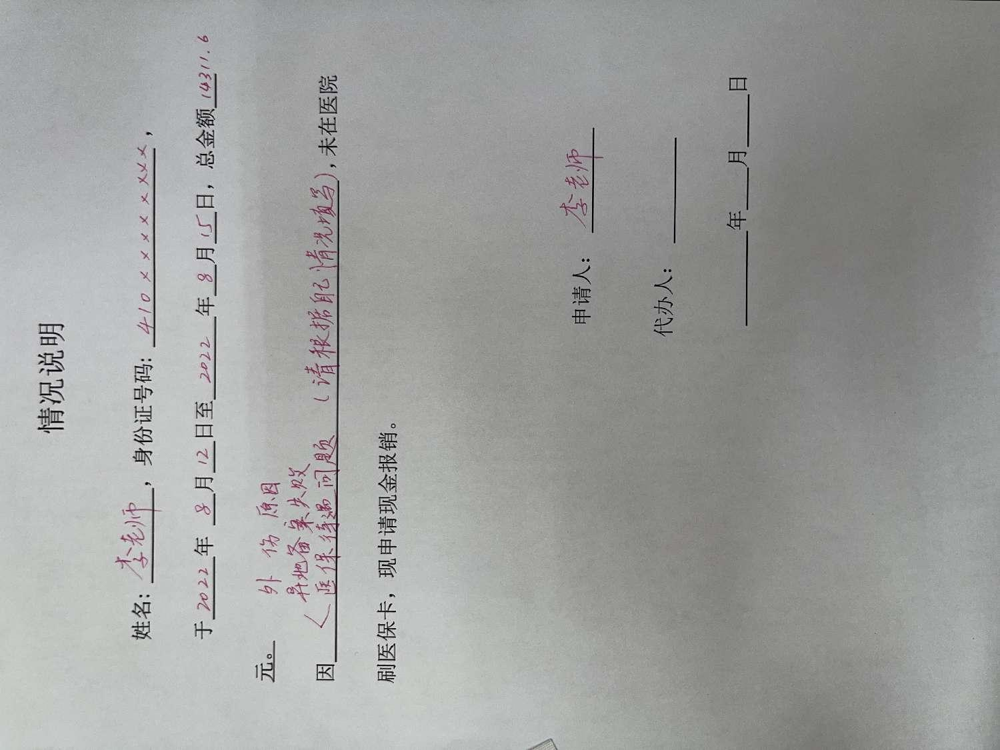 情况说明
姓名：李老师，身份证号码：410××××××××，
于2022年8月12日至2022年8月15日，总金额14311.6
元。
外伤原因
异地备案失败
因<医保待遇问题（请根据自己情况填写），未在医院
刷医保卡，现申请现金报销。
申请人：李老师
代办人：
年 月 日